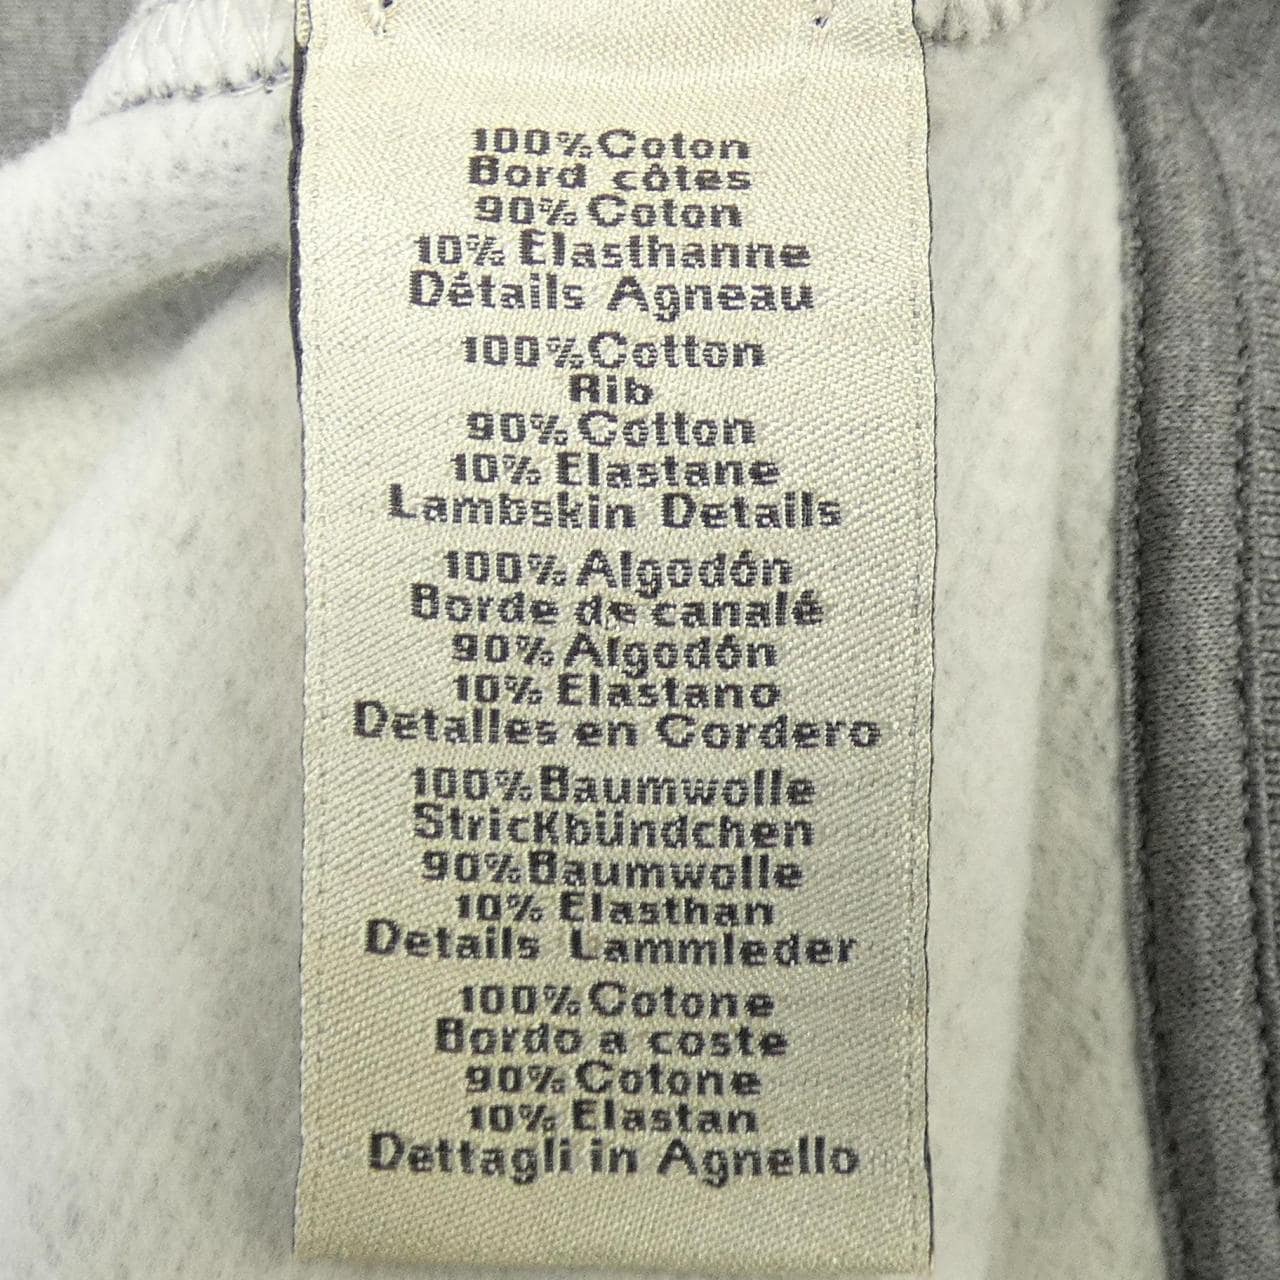 100% Coton
Bord côtes
90% Coton
10% Elasthanne
Détails Agneau
100% Cotton
Rib
90% Cotton
10% Elastane
Lambskin Details
100% Algodón
Borde de canalé
90% Algodón
10% Elastano
Detalles en Cordero
100% Baumwolle
StricKbündchen
90% Baumwolle
10% Elasthan
Details Lammleder
100% Cotone
Bordo a coste
90% Cotone
10% Elastan
Dettagli in Agnello